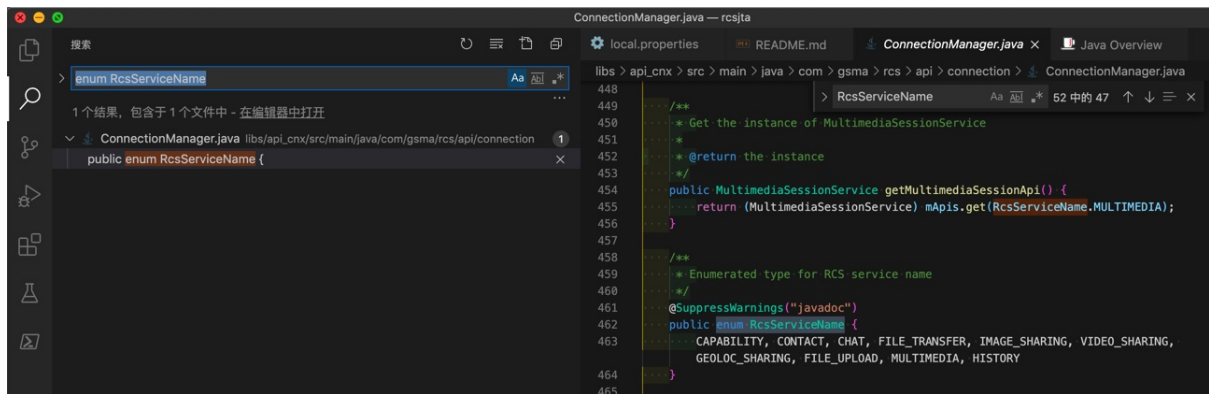 ConnectionManager.java — rcsjta
搜索
enum RcsServiceName
Aa Abl .*
1 个结果，包含于 1 个文件中 - 在编辑器中打开
ConnectionManager.java libs/api_cnx/src/main/java/com/gsma/rcs/api/connection 1
public enum RcsServiceName {
local.properties README.md ConnectionManager.java Java Overview
libs > api_cnx > src > main > java > com > gsma > rcs > api > connection > ConnectionManager.java
RcsServiceName Aa Abl .* 52 中的 47
448
449 /**
450 * Get the instance of MultimediaSessionService
451 *
452 * @return the instance
453 */
454 public MultimediaSessionService getMultimediaSessionApi() {
455 return (MultimediaSessionService) mApis.get(RcsServiceName.MULTIMEDIA);
456 }
457
458 /**
459 * Enumerated type for RCS service name
460 */
461 @SuppressWarnings("javadoc")
462 public enum RcsServiceName {
463 CAPABILITY, CONTACT, CHAT, FILE_TRANSFER, IMAGE_SHARING, VIDEO_SHARING,
GEOLOC_SHARING, FILE_UPLOAD, MULTIMEDIA, HISTORY
464 }
465